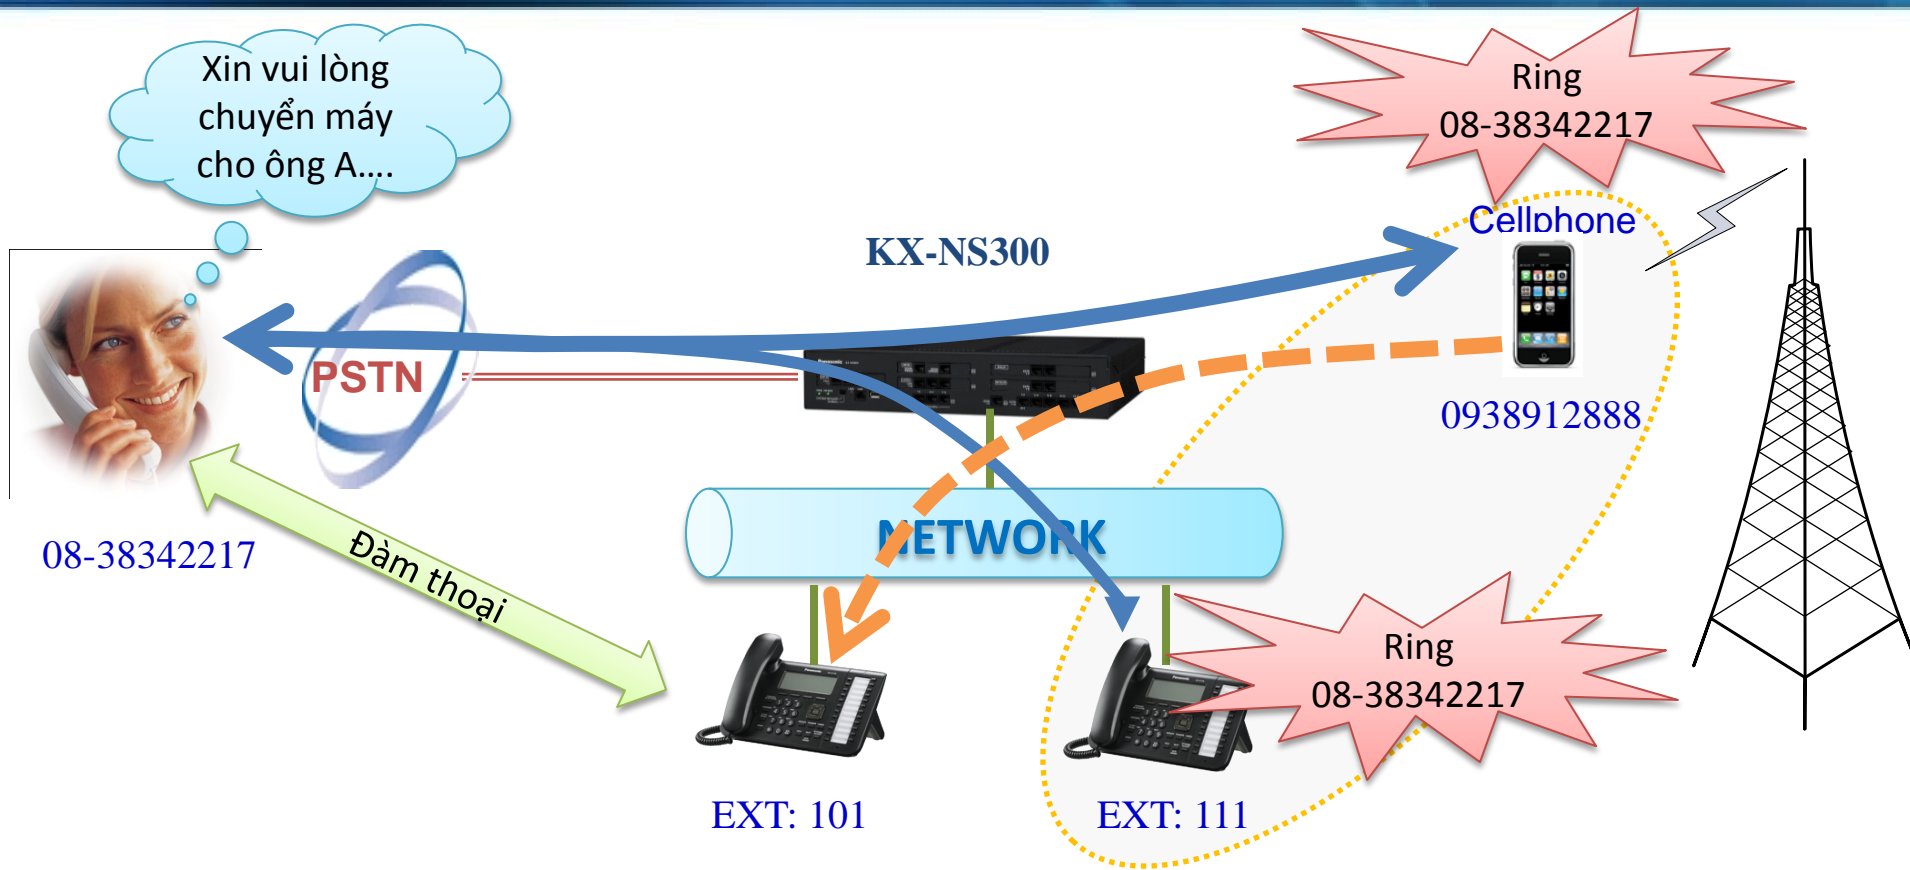 Xin vui lòng
chuyển máy
cho ông A....
Ring
08-38342217
Cellphone
KX-NS300
PSTN
Panasonic
0938912888
08-38342217
Đàm thoại
NETWORK
Ring
08-38342217
EXT: 101
EXT: 111